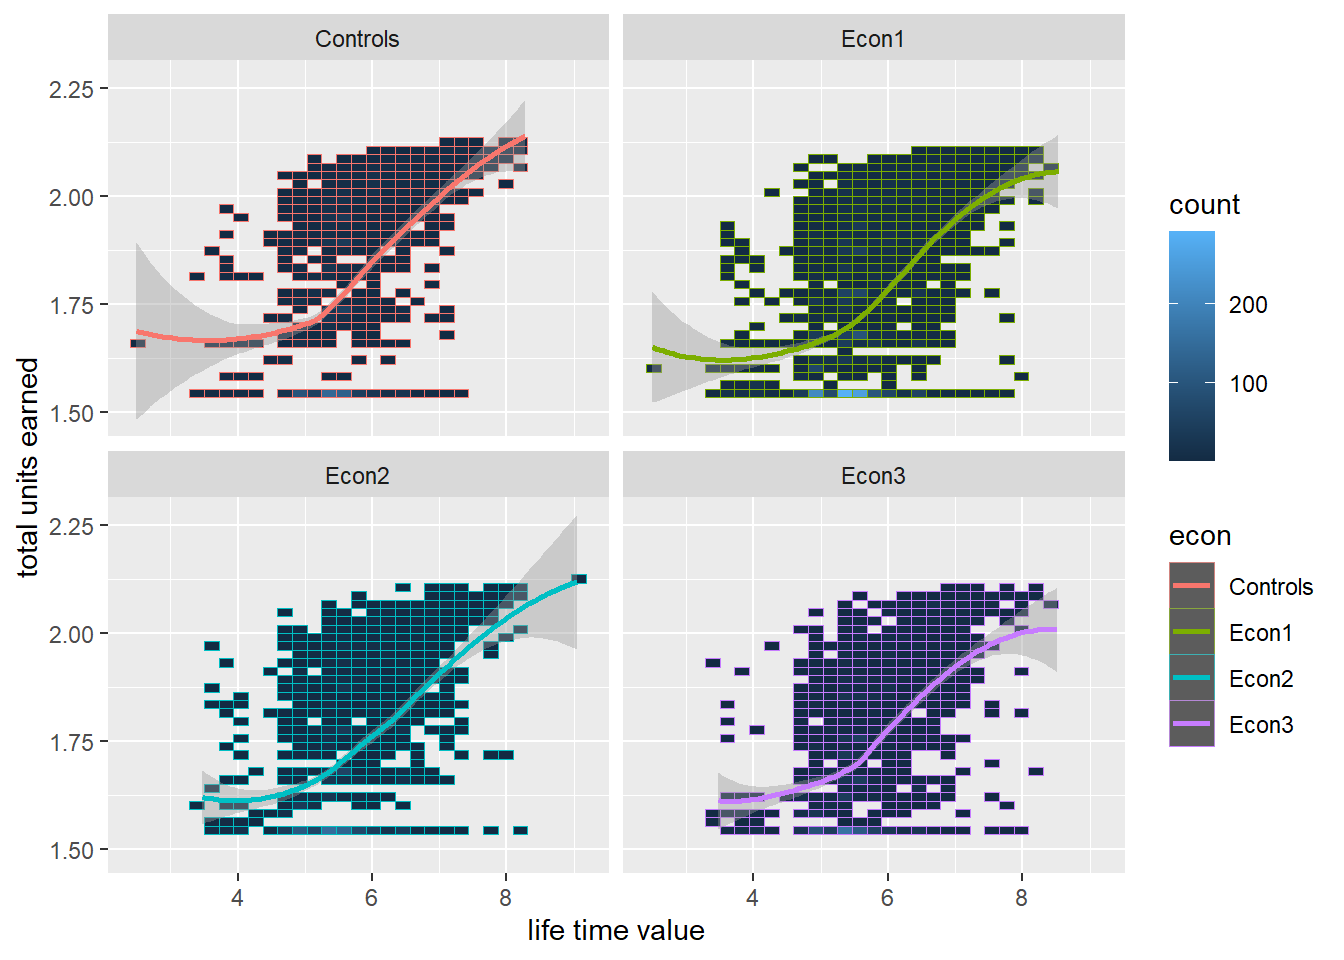 Controls
Econ1
2.25
2.00
1.75
1.50
Econ2
Econ3
2.25
2.00
1.75
1.50
4
6
8
4
6
8
life time value
total units earned
count
200
100
econ
Controls
Econ1
Econ2
Econ3